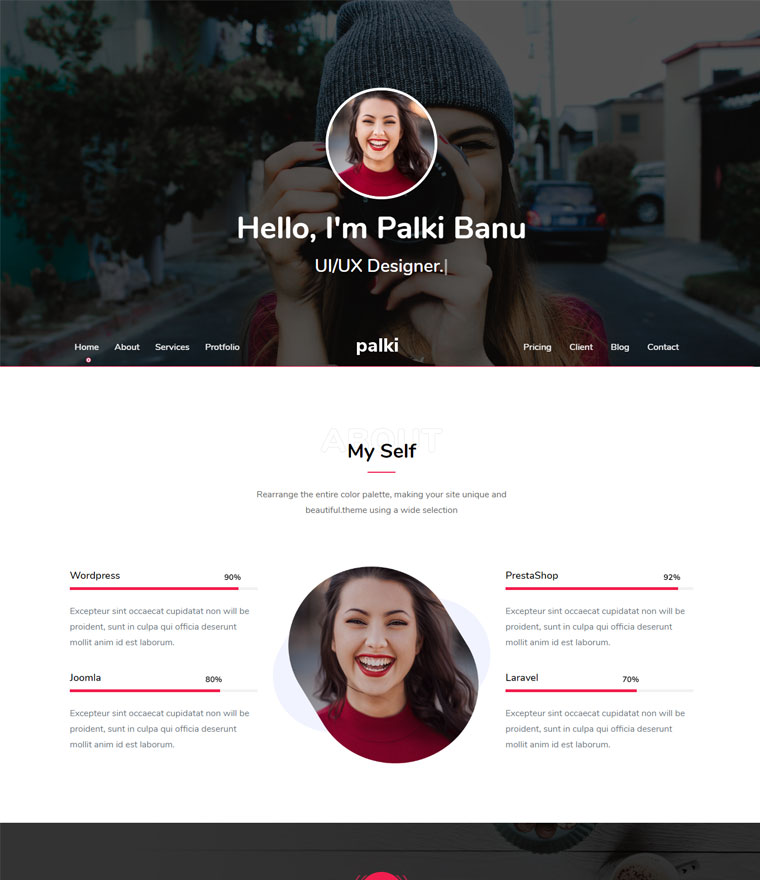 Hello, I'm Palki Banu
UI/UX Designer.
Home About Services Protfolio palki Pricing Client Blog Contact
ABOUT
My Self
Rearrange the entire color palette, making your site unique and
beautiful.theme using a wide selection
Wordpress 90%
Excepteur sint occaecat cupidatat non will be
proident, sunt in culpa qui officia deserunt
mollit anim id est laborum.
Joomla 80%
Excepteur sint occaecat cupidatat non will be
proident, sunt in culpa qui officia deserunt
mollit anim id est laborum.
PrestaShop 92%
Excepteur sint occaecat cupidatat non will be
proident, sunt in culpa qui officia deserunt
mollit anim id est laborum.
Laravel 70%
Excepteur sint occaecat cupidatat non will be
proident, sunt in culpa qui officia deserunt
mollit anim id est laborum.